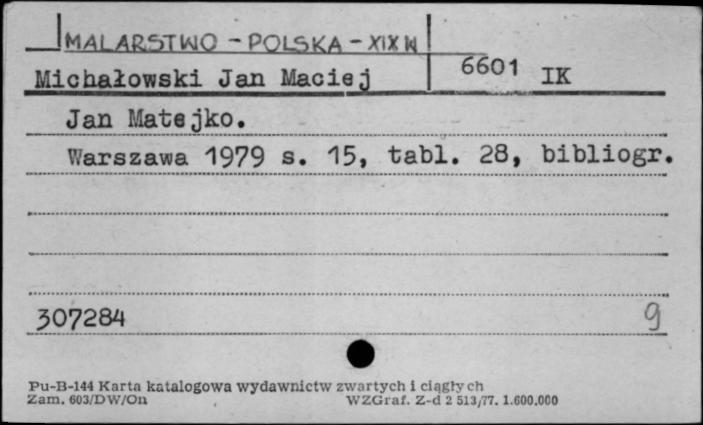 MALARSTWO - POLSKA - XIX W
Michałowski Jan Maciej 6601 IK
Jan Matejko.
Warszawa 1979 s. 15, tabl. 28, bibliogr.
307284 9
Pu-B-144 Karta katalogowa wydawnictw zwartych i ciągłych
Zam. 603/DW/On WZGraf. Z-d 2 513/77. 1.600.000